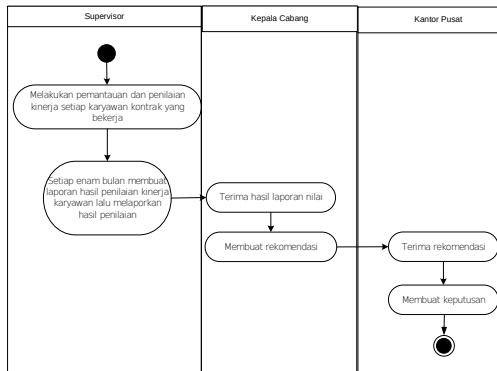 Supervisor
Kepala Cabang
Kantor Pusat
Melakukan pemantauan dan penilaian
kinerja setiap karyawan kontrak yang
bekerja
Setiap enam bulan membuat
laporan hasil penilaian kinerja
karyawan lalu melaporkan
hasil penilaian
Terima hasil laporan nilai
Membuat rekomendasi
Terima rekomendasi
Membuat keputusan